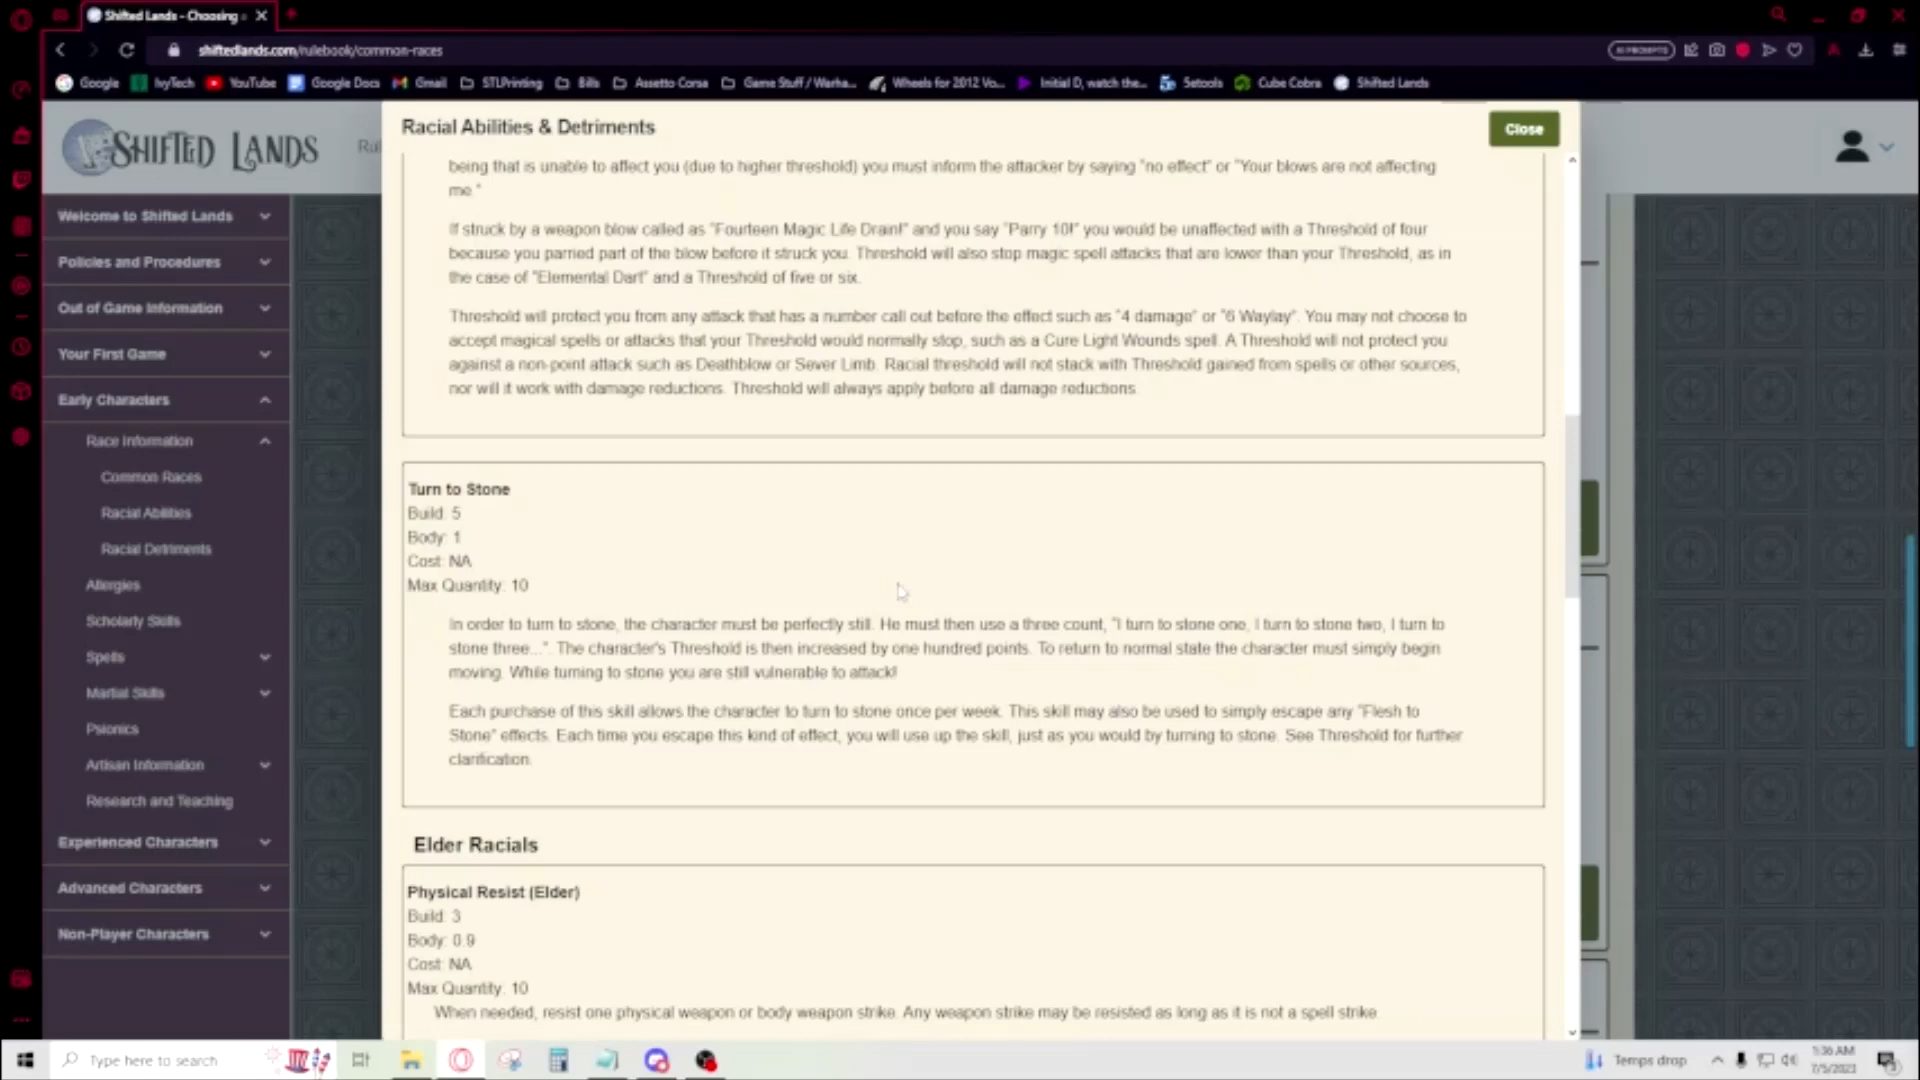 Shifted Lands - Choosing
shiftedlands.com/rulebook/common-races
Google IvyTech YouTube Google Docs Gmail STLPrinting Bills Assetto Corsa Game Stuff / Warha... Wheels for 2012 Vo... Initial D, watch the... 5etools Cube Cobra Shifted Lands
SHIFTED LANDS
Rul
Welcome to Shifted Lands
Policies and Procedures
Out of Game Information
Your First Game
Early Characters
Race Information
Common Races
Racial Abilities
Racial Detriments
Allergies
Scholarly Skills
Spells
Martial Skills
Psionics
Artisan Information
Research and Teaching
Experienced Characters
Advanced Characters
Non-Player Characters
Racial Abilities & Detriments
Close
being that is unable to affect you (due to higher threshold) you must inform the attacker by saying "no effect" or "Your blows are not affecting
me."
If struck by a weapon blow called as "Fourteen Magic Life Drain!" and you say "Parry 10!" you would be unaffected with a Threshold of four
because you parried part of the blow before it struck you. Threshold will also stop magic spell attacks that are lower than your Threshold, as in
the case of "Elemental Dart" and a Threshold of five or six.
Threshold will protect you from any attack that has a number call out before the effect such as "4 damage" or "6 Waylay". You may not choose to
accept magical spells or attacks that your Threshold would normally stop, such as a Cure Light Wounds spell. A Threshold will not protect you
against a non-point attack such as Deathblow or Sever Limb. Racial threshold will not stack with Threshold gained from spells or other sources,
nor will it work with damage reductions. Threshold will always apply before all damage reductions.
Turn to Stone
Build: 5
Body: 1
Cost: NA
Max Quantity: 10
In order to turn to stone, the character must be perfectly still. He must then use a three count, "I turn to stone one, I turn to stone two, I turn to
stone three...". The character's Threshold is then increased by one hundred points. To return to normal state the character must simply begin
moving. While turning to stone you are still vulnerable to attack!
Each purchase of this skill allows the character to turn to stone once per week. This skill may also be used to simply escape any "Flesh to
Stone" effects. Each time you escape this kind of effect, you will use up the skill, just as you would by turning to stone. See Threshold for further
clarification.
Elder Racials
Physical Resist (Elder)
Build: 3
Body: 0.9
Cost: NA
Max Quantity: 10
When needed, resist one physical weapon or body weapon strike. Any weapon strike may be resisted as long as it is not a spell strike
Type here to search
Temps drop
1:36 AM
7/5/2023